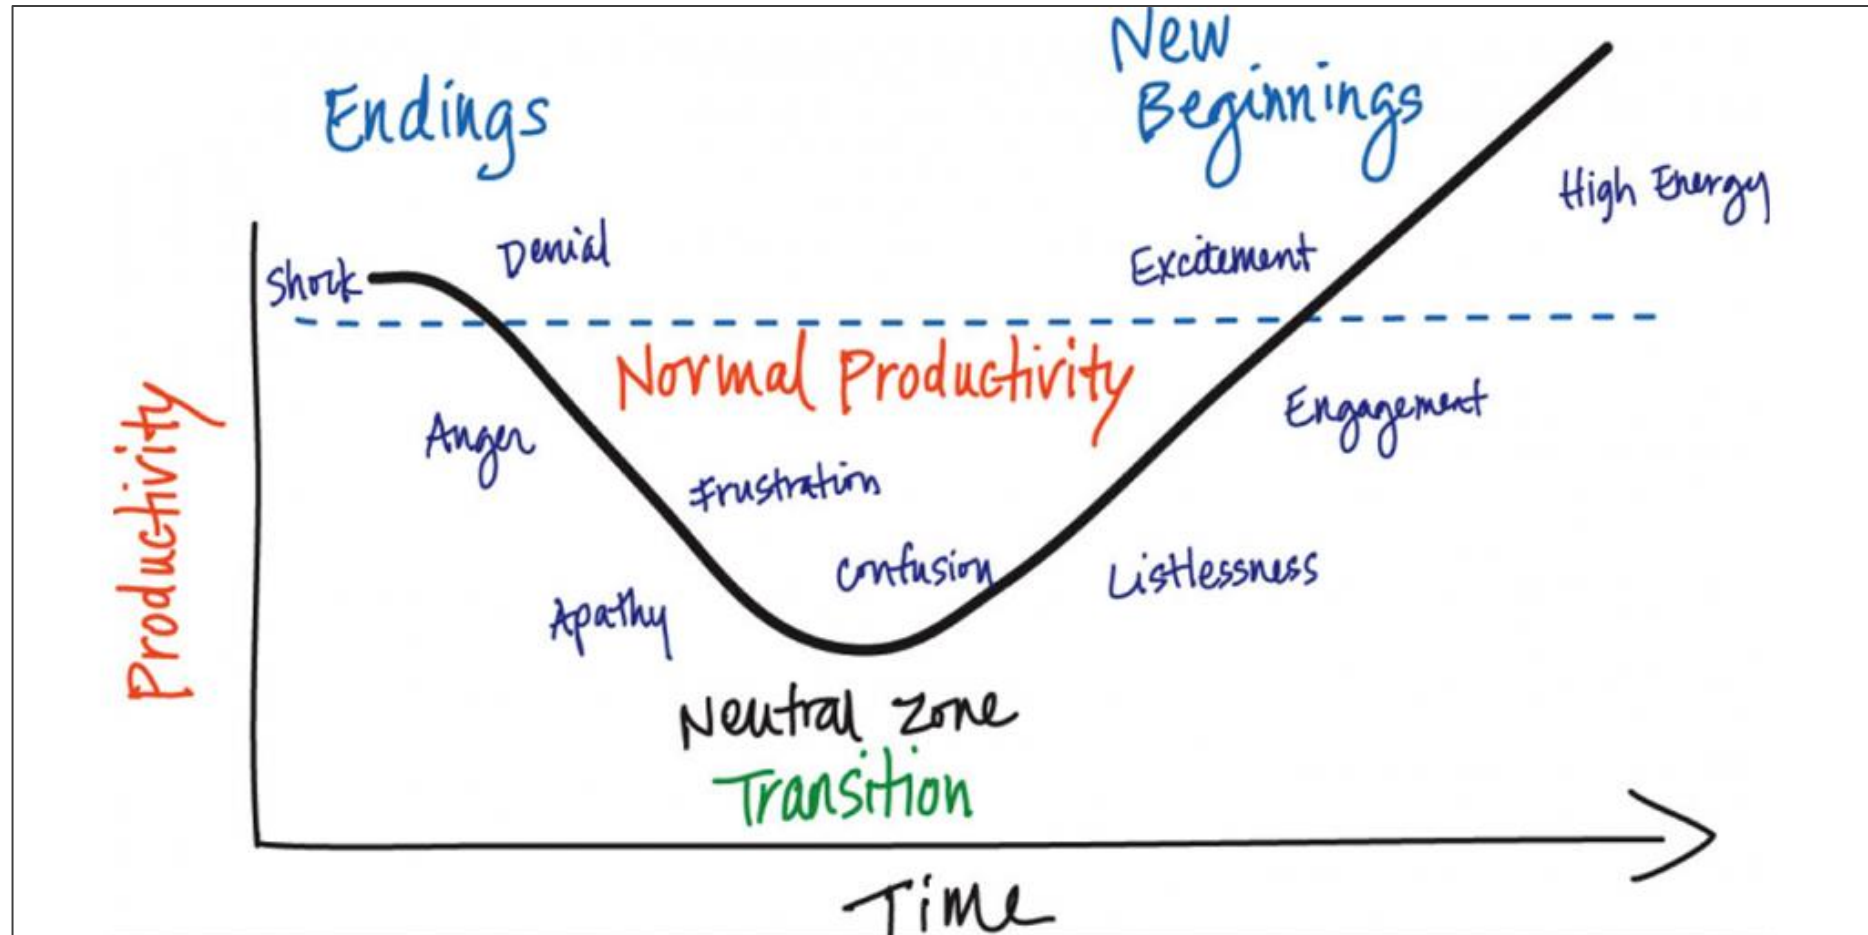 New
Beginnings
Endings
High Energy
Denial
Excitement
Shock
Normal Productivity
Productivity
Engagement
Anger
Frustration
Confusion
Listlessness
Apathy
Neutral Zone
Transition
Time